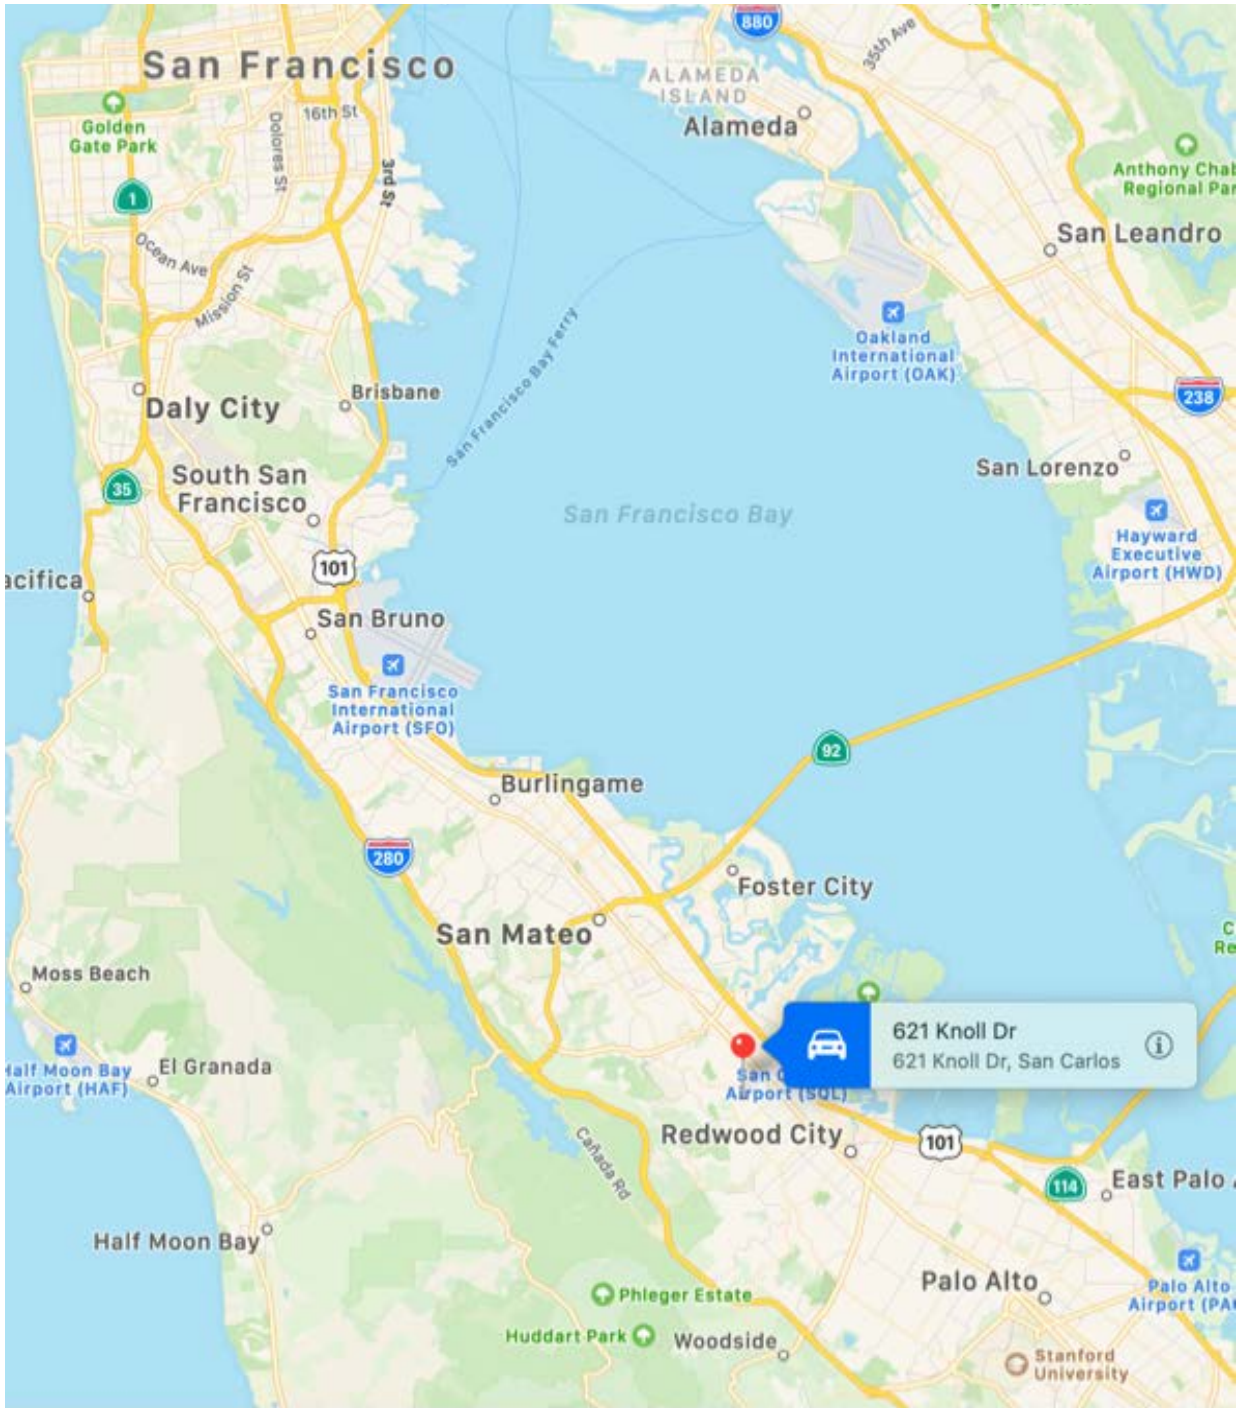 880
35th Ave
San Francisco
ALAMEDA
ISLAND
16th St
Alameda
Golden
Gate Park
Dolores St
3rd St
Anthony Chab
Regional Par
1
Ocean Ave
San Leandro
Mission St
Oakland
International
Airport (OAK)
San Francisco Bay Ferry
Brisbane
238
Daly City
San Lorenzo
South San
Francisco
35
San Francisco Bay
Hayward
Executive
Airport (HWD)
101
acifica
San Bruno
San Francisco
International
Airport (SFO)
92
Burlingame
280
Foster City
San Mateo
C
Re
Moss Beach
621 Knoll Dr
621 Knoll Dr, San Carlos
Half Moon Bay
Airport (HAF)
El Granada
San C
Airport (SQL)
Redwood City
101
Cañada Rd
114
East Palo A
Half Moon Bay
Palo Alto
Palo Alto
Airport (PA
Phleger Estate
Huddart Park
Woodside
Stanford
University